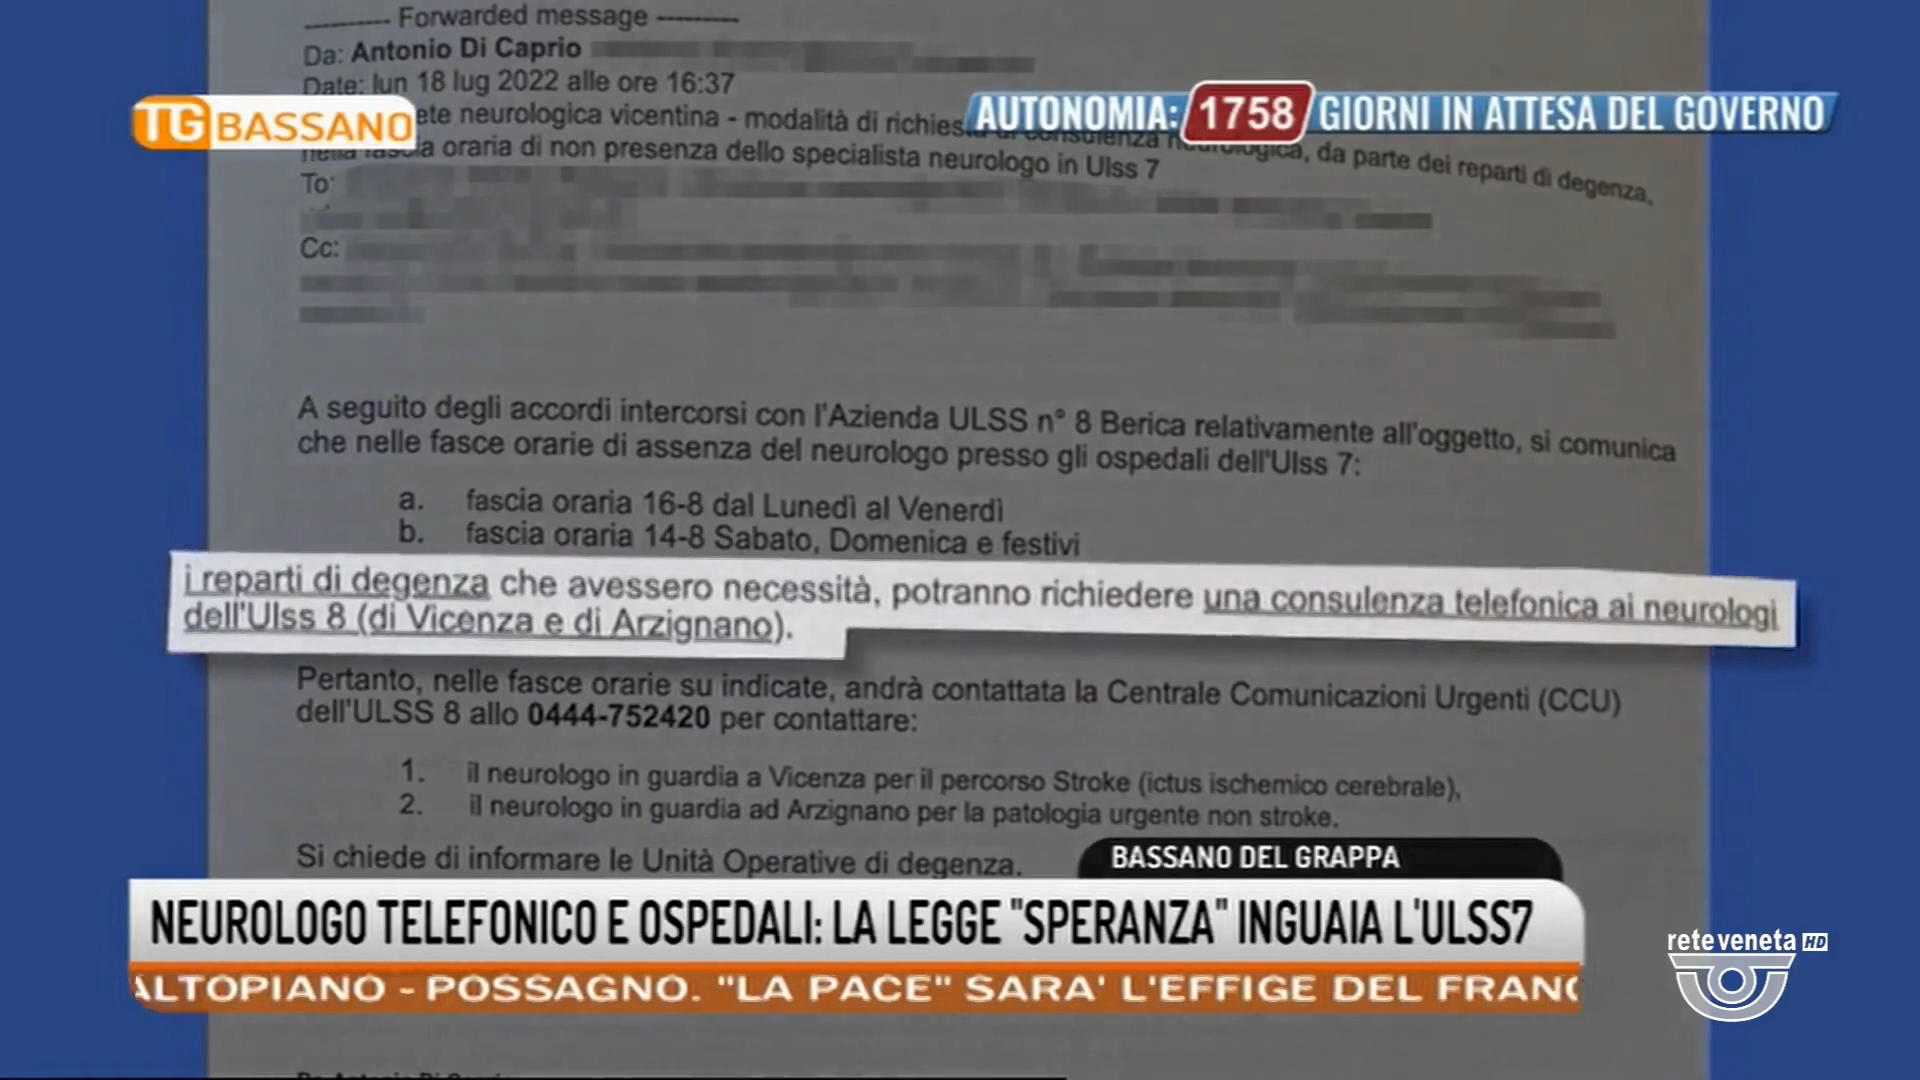 ---------- Forwarded message ---------
Da: Antonio Di Caprio
Date: lun 18 lug 2022 alle ore 16:37
TG BASSANO
AUTONOMIA: 1758 GIORNI IN ATTESA DEL GOVERNO
rete neurologica vicentina - modalità di richiesta di consulenza neurologica, da parte dei reparti di degenza,
nella fascia oraria di non presenza dello specialista neurologo in Ulss 7
To:
Cc:
A seguito degli accordi intercorsi con l'Azienda ULSS n° 8 Berica relativamente all'oggetto, si comunica
che nelle fasce orarie di assenza del neurologo presso gli ospedali dell'Ulss 7:
a. fascia oraria 16-8 dal Lunedì al Venerdì
b. fascia oraria 14-8 Sabato, Domenica e festivi
i reparti di degenza che avessero necessità, potranno richiedere una consulenza telefonica ai neurologi
dell'Ulss 8 (di Vicenza e di Arzignano).
Pertanto, nelle fasce orarie su indicate, andrà contattata la Centrale Comunicazioni Urgenti (CCU)
dell'ULSS 8 allo 0444-752420 per contattare:
1. il neurologo in guardia a Vicenza per il percorso Stroke (ictus ischemico cerebrale),
2. il neurologo in guardia ad Arzignano per la patologia urgente non stroke.
Si chiede di informare le Unità Operative di degenza.
BASSANO DEL GRAPPA
NEUROLOGO TELEFONICO E OSPEDALI: LA LEGGE "SPERANZA" INGUAIA L'ULSS7
reteveneta HD
ALTOPIANO - POSSAGNO. "LA PACE" SARA' L'EFFIGE DEL FRANC